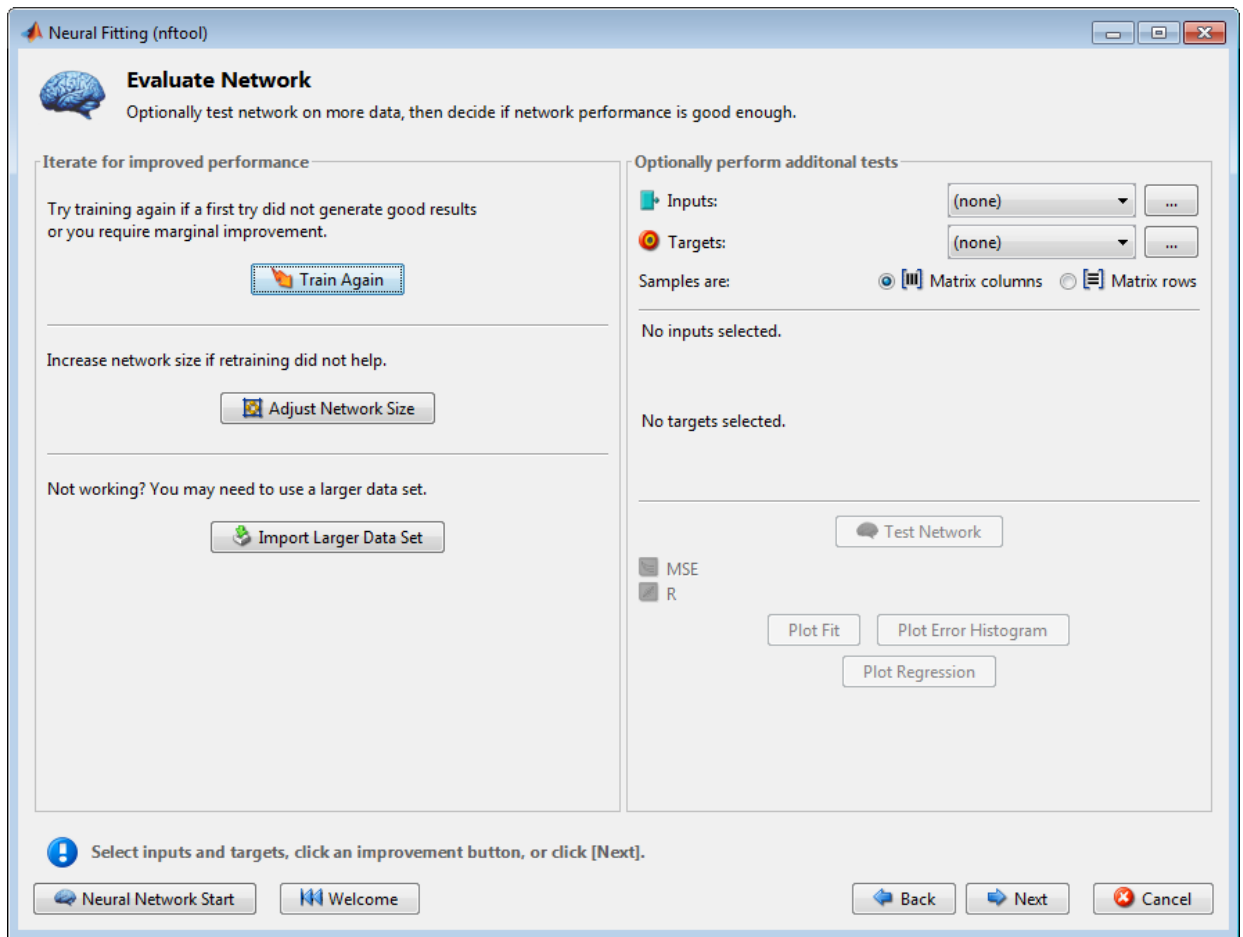 Neural Fitting (nftool)
Evaluate Network
Optionally test network on more data, then decide if network performance is good enough.
Iterate for improved performance
Try training again if a first try did not generate good results
or you require marginal improvement.
Train Again
Increase network size if retraining did not help.
Adjust Network Size
Not working? You may need to use a larger data set.
Import Larger Data Set
Optionally perform additonal tests
Inputs: (none) ...
Targets: (none) ...
Samples are: Matrix columns Matrix rows
No inputs selected.
No targets selected.
Test Network
MSE
R
Plot Fit Plot Error Histogram
Plot Regression
Select inputs and targets, click an improvement button, or click [Next].
Neural Network Start Welcome Back Next Cancel